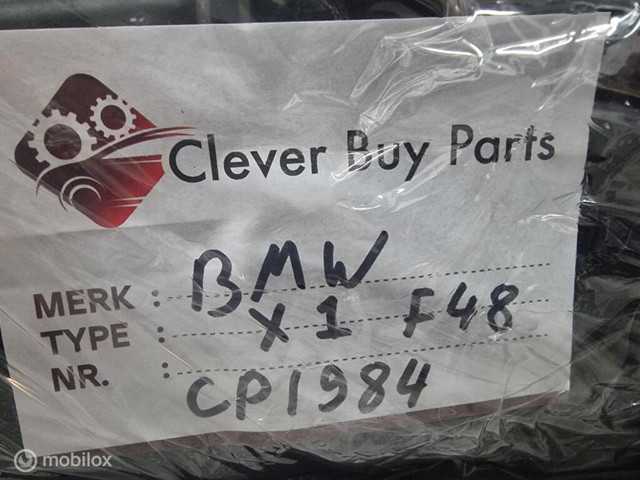 Clever Buy Parts
MERK : BMW
TYPE : X1 F48
NR. : CP1984
mobilox